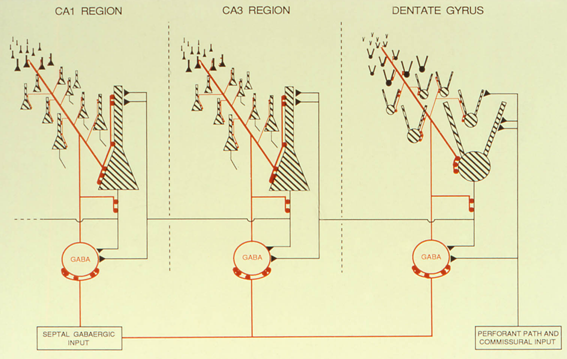 CA1 REGION
CA3 REGION
DENTATE GYRUS
GABA
GABA
GABA
SEPTAL GABAERGIC
INPUT
PERFORANT PATH AND
COMMISSURAL INPUT